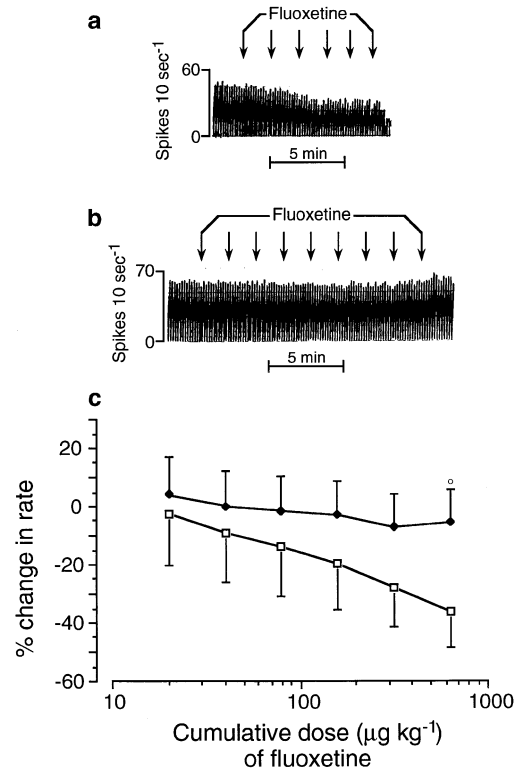 a
Fluoxetine
60
0
Spikes 10 sec⁻¹
5 min
b
Fluoxetine
70
0
Spikes 10 sec⁻¹
5 min
c
20
0
-20
-40
-60
% change in rate
10
100
1000
Cumulative dose (µg kg⁻¹)
of fluoxetine